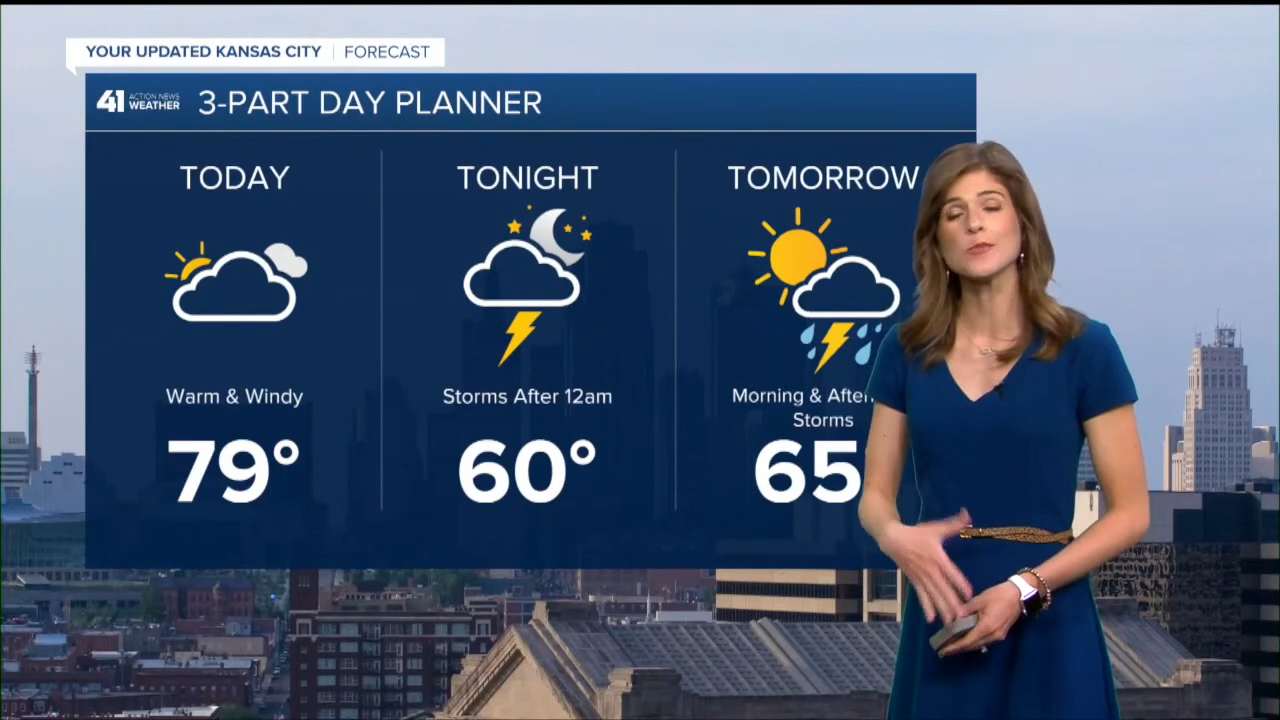 YOUR UPDATED KANSAS CITY | FORECAST
41 ACTION NEWS WEATHER 3-PART DAY PLANNER
TODAY
Warm & Windy
79°
TONIGHT
Storms After 12am
60°
TOMORROW
Morning &
Storms
65